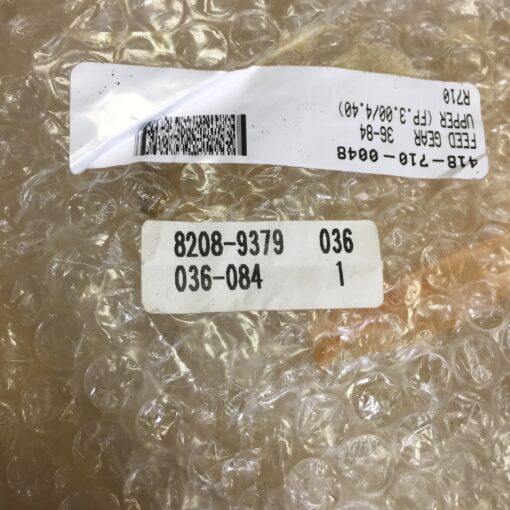 418-710-0048
FEED GEAR 36-84
UPPER (FP.3.00/4.40)
R710
8208-9379 036
036-084 1